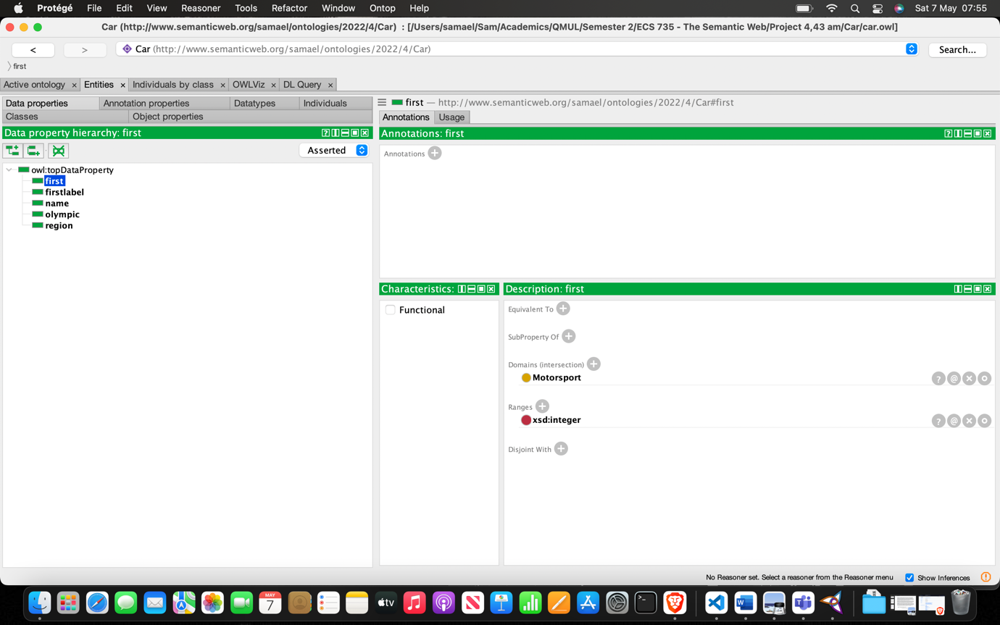 Protégé File Edit View Reasoner Tools Refactor Window Ontop Help Sat 7 May 07:55
Car (http://www.semanticweb.org/samael/ontologies/2022/4/Car) : [/Users/samael/Sam/Academics/QMUL/Semester 2/ECS 735 - The Semantic Web/Project 4,43 am/Car/car.owl]
< > Car (http://www.semanticweb.org/samael/ontologies/2022/4/Car) Search...
first
Active ontology × Entities × Individuals by class × OWLViz × DL Query ×
Data properties Annotation properties Datatypes Individuals
Classes Object properties
Data property hierarchy: first
Asserted
owl:topDataProperty
first
firstlabel
name
olympic
region
first — http://www.semanticweb.org/samael/ontologies/2022/4/Car#first
Annotations Usage
Annotations: first
Annotations
Characteristics:
Functional
Description: first
Equivalent To
SubProperty Of
Domains (intersection)
Motorsport
Ranges
xsd:integer
Disjoint With
No Reasoner set. Select a reasoner from the Reasoner menu Show Inferences
MAY
7
tv